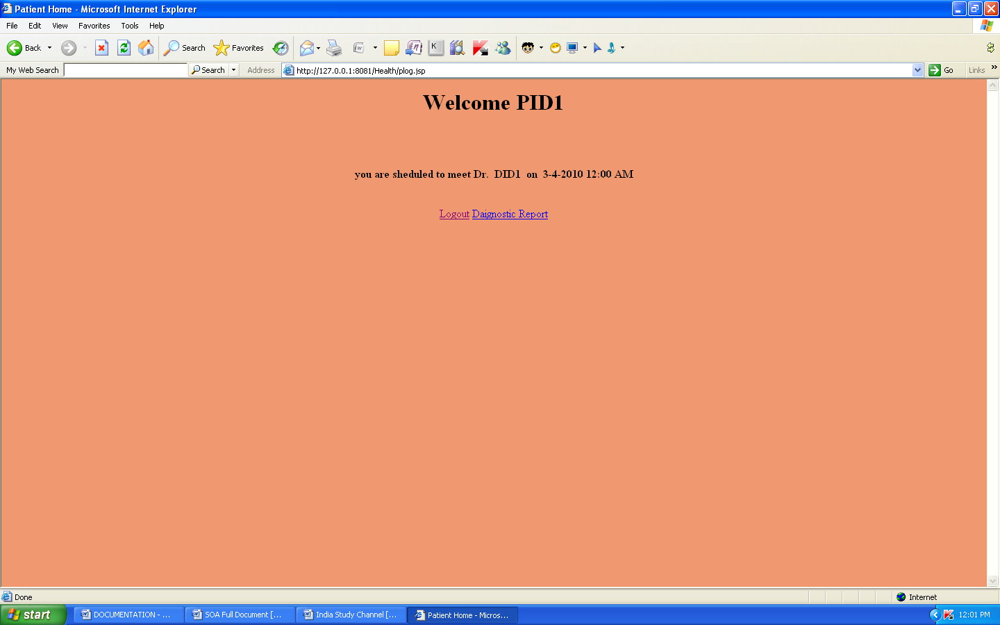 Patient Home - Microsoft Internet Explorer
File Edit View Favorites Tools Help
Back Search Favorites
My Web Search Search Address http://127.0.0.1:8081/Health/plog.jsp Go Links »
Welcome PID1
you are sheduled to meet Dr. DID1 on 3-4-2010 12:00 AM
Logout Daignostic Report
Done Internet
start DOCUMENTATION - ... SOA Full Document [... India Study Channel [... Patient Home - Micros... 12:01 PM